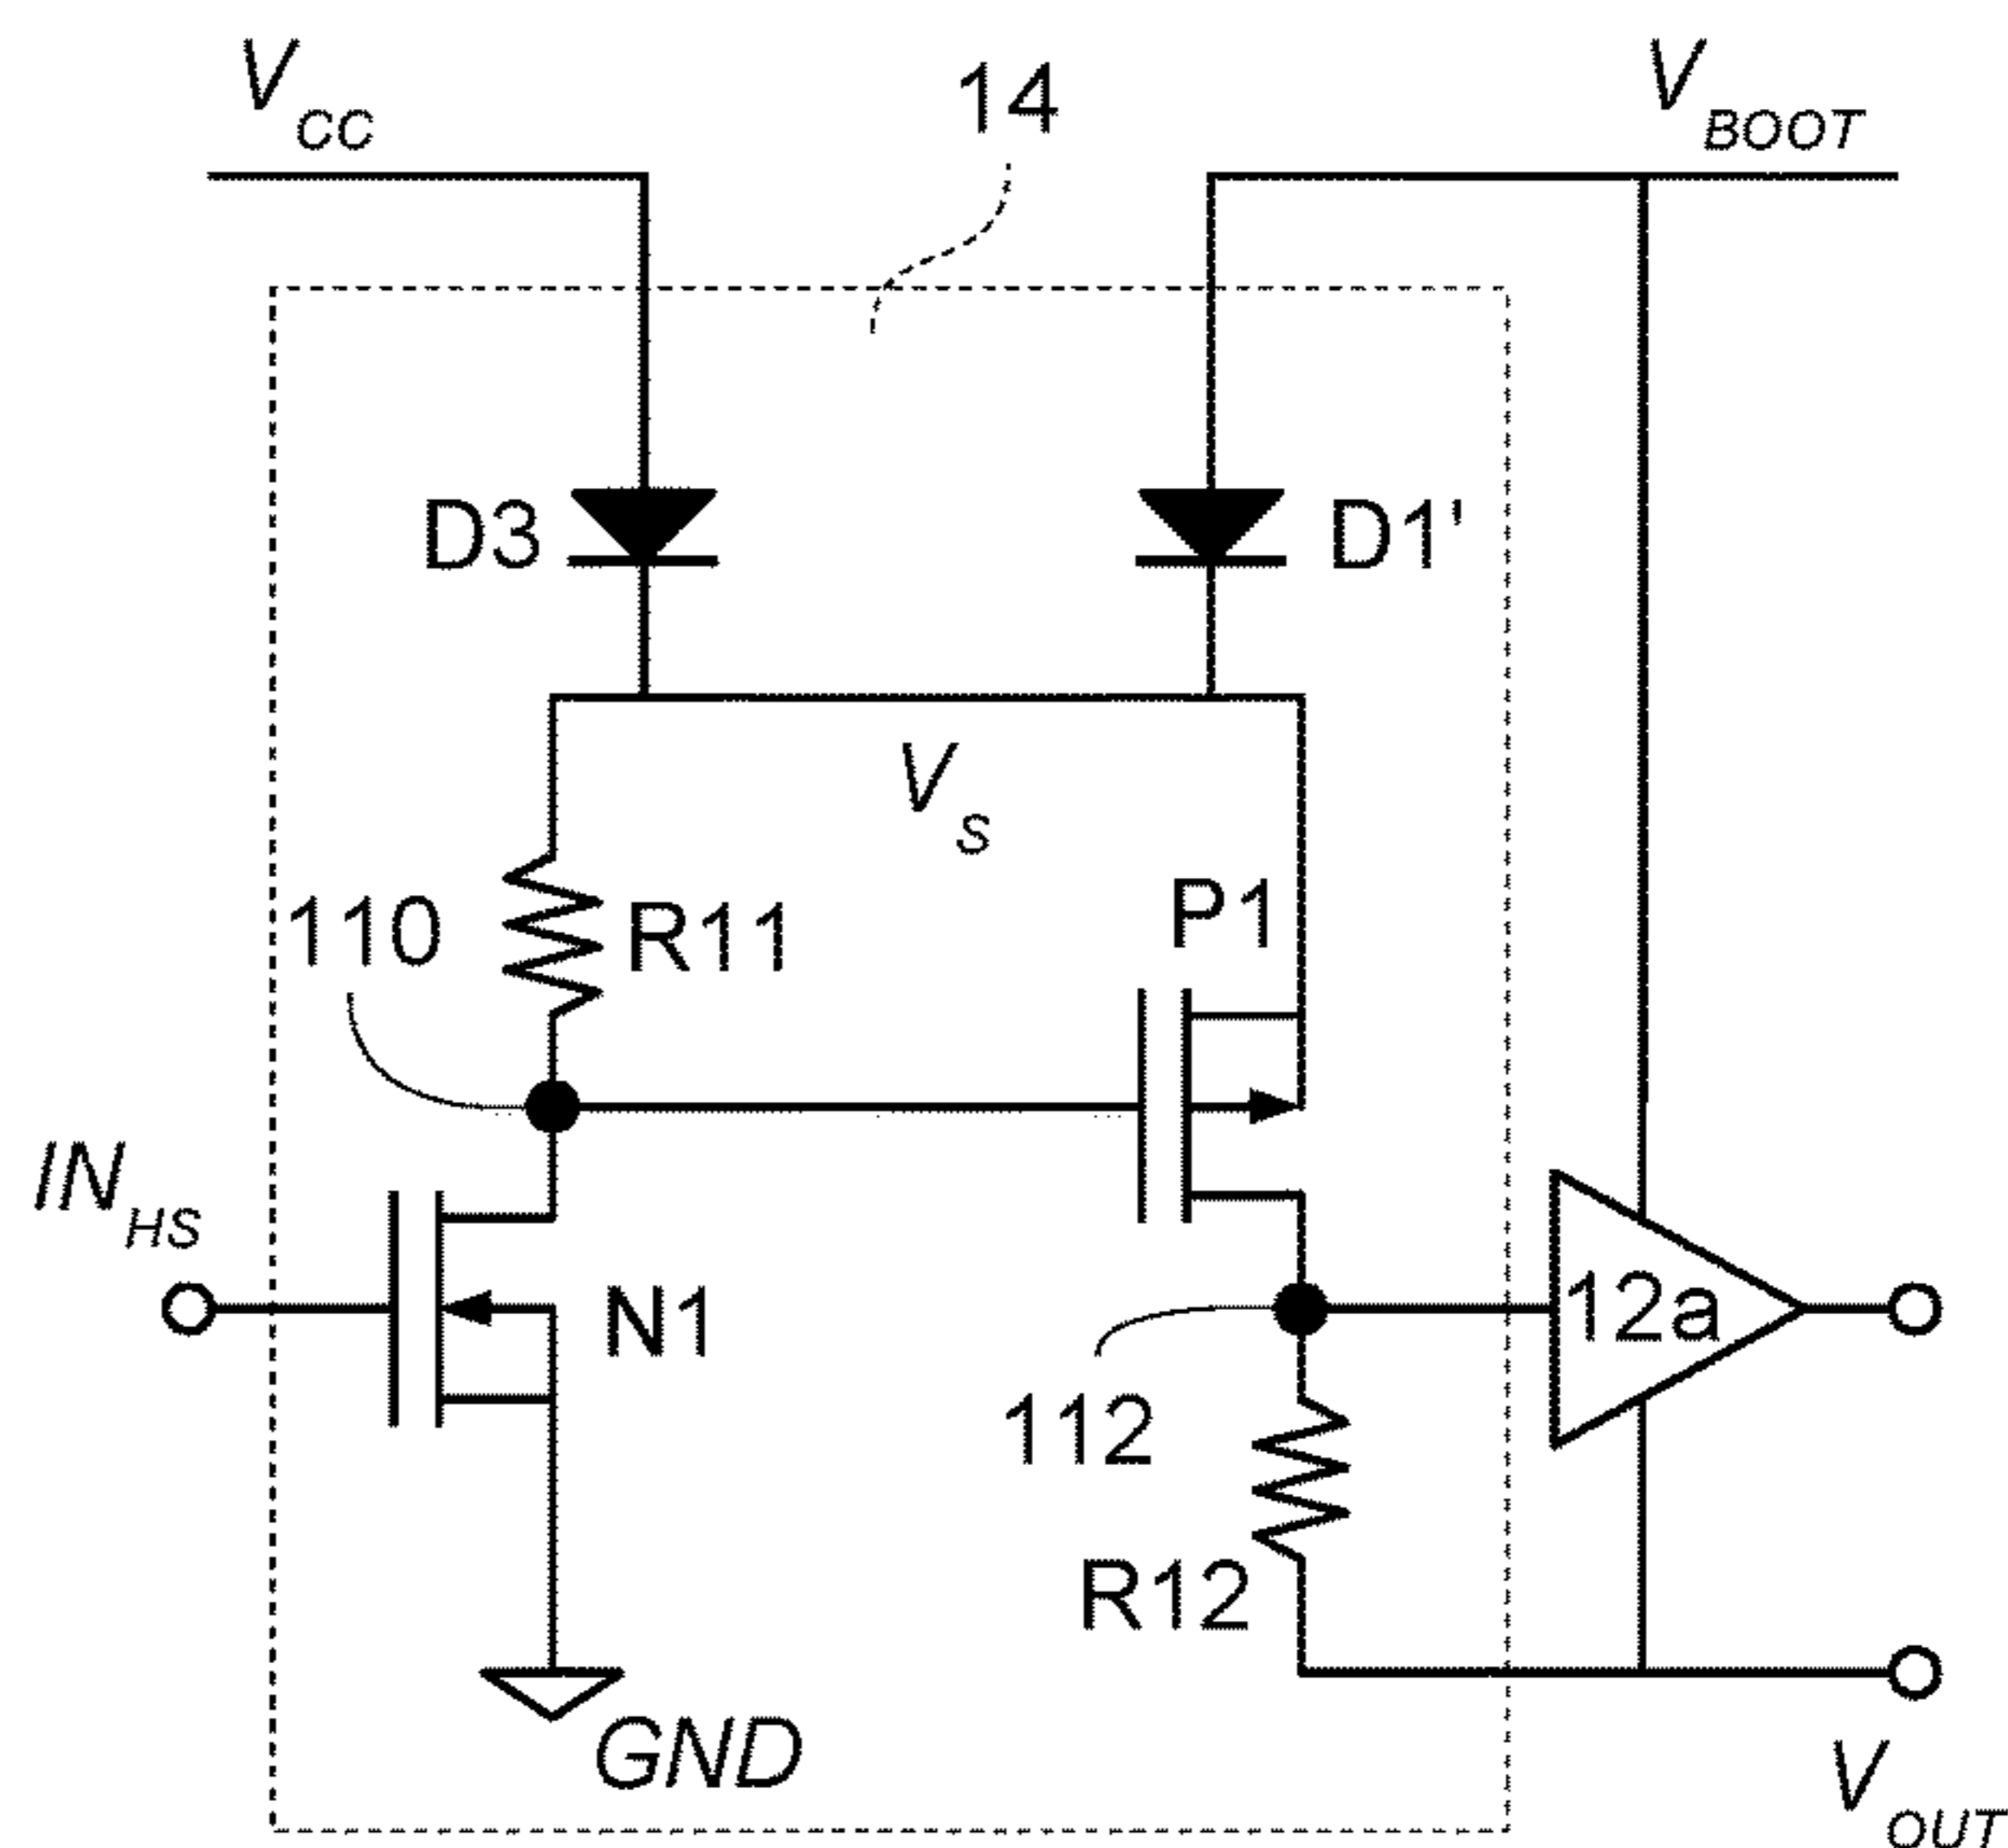 V_CC
14
V_BOOT
D3
D1'
V_S
110
R11
P1
IN_HS
N1
12a
112
R12
GND
V_OUT